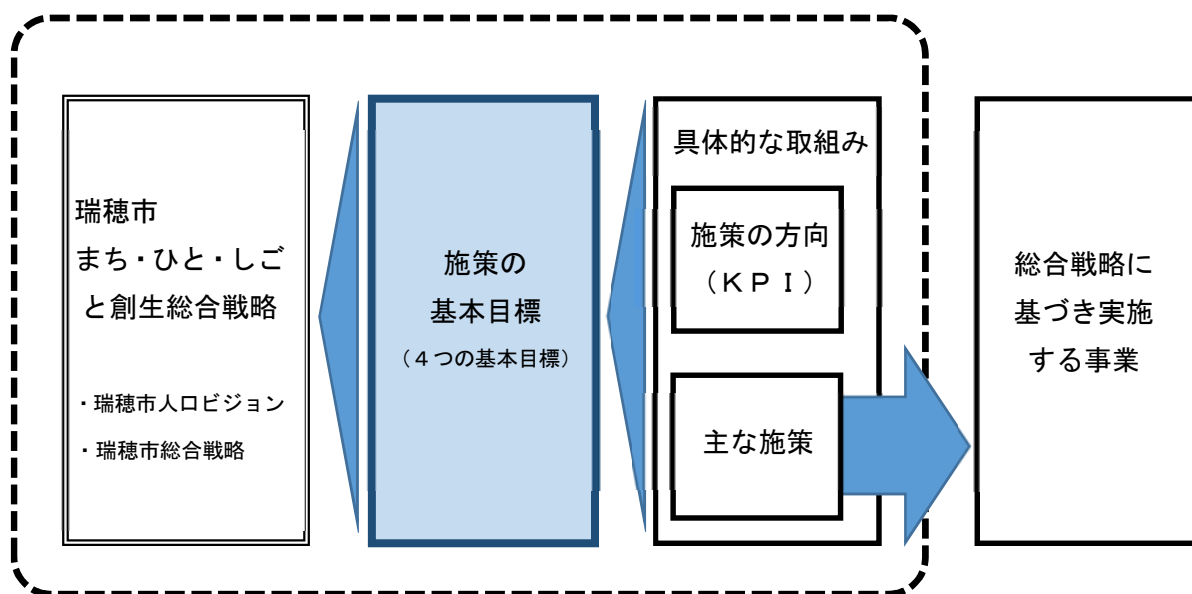 瑞穂市
まち・ひと・しご
と創生総合戦略
・瑞穂市人口ビジョン
・瑞穂市総合戦略
施策の
基本目標
（４つの基本目標）
具体的な取組み
施策の方向
（ＫＰＩ）
主な施策
総合戦略に
基づき実施
する事業